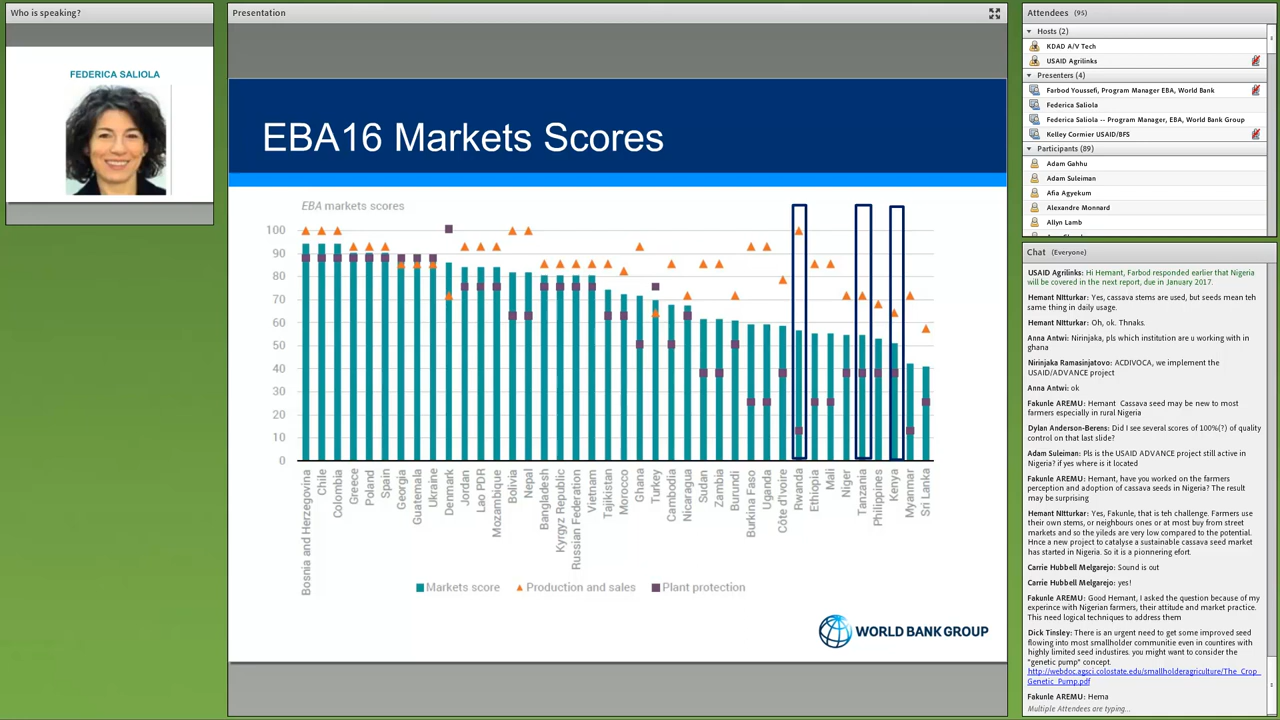 Who is speaking?
FEDERICA SALIOLA
Presentation
EBA16 Markets Scores
EBA markets scores
100
90
80
70
60
50
40
30
20
10
0
Bosnia and Herzegovina
Chile
Colombia
Greece
Poland
Spain
Georgia
Guatemala
Ukraine
Denmark
Jordan
Lao PDR
Mozambique
Bolivia
Nepal
Bangladesh
Kyrgyz Republic
Russian Federation
Vietnam
Tajikistan
Morocco
Ghana
Turkey
Cambodia
Nicaragua
Sudan
Zambia
Burundi
Burkina Faso
Uganda
Côte d'Ivoire
Rwanda
Ethiopia
Mali
Niger
Tanzania
Philippines
Kenya
Myanmar
Sri Lanka
Markets score Production and sales Plant protection
WORLD BANK GROUP
Attendees (95)
Hosts (2)
KDAD A/V Tech
USAID Agrilinks
Presenters (4)
Farbod Youssefi, Program Manager EBA, World Bank
Federica Saliola
Federica Saliola -- Program Manager, EBA, World Bank Group
Kelley Cormier USAID/BFS
Participants (89)
Adam Gahhu
Adam Suleiman
Afia Agyekum
Alexandre Monnard
Allyn Lamb
Chat (Everyone)
USAID Agrilinks: Hi Hemant, Farbod responded earlier that Nigeria
will be covered in the next report, due in January 2017.
Hemant NItturkar: Yes, cassava stems are used, but seeds mean teh
same thing in daily usage.
Hemant NItturkar: Oh, ok. Thnaks.
Anna Antwi: Nirinjaka, pls which institution are u working with in
ghana
Nirinjaka Ramasinjatovo: ACDIVOCA, we implement the
USAID/ADVANCE project
Anna Antwi: ok
Fakunle AREMU: Hemant Cassava seed may be new to most
farmers especially in rural Nigeria
Dylan Anderson-Berens: Did I see several scores of 100%(?) of quality
control on that last slide?
Adam Suleiman: Pls is the USAID ADVANCE project still active in
Nigeria? if yes where is it located
Fakunle AREMU: Hemant, have you worked on the farmers
perception and adoption of cassava seeds in Nigeria? The result
may be surprising
Hemant NItturkar: Yes, Fakunle, that is teh challenge. Farmers use
their own stems, or neighbours ones or at most buy from street
markets and so the yileds are very low compared to the potential.
Hnce a new project to catalyse a sustainable cassava seed market
has started in Nigeria. So it is a pionnering efort.
Carrie Hubbell Melgarejo: Sound is out
Carrie Hubbell Melgarejo: yes!
Fakunle AREMU: Good Hemant, I asked the question because of my
experince with Nigerian farmers, their attitude and market practice.
This need logical techniques to address them
Dick Tinsley: There is an urgent need to get some improved seed
flowing into most smallholder communitie even in countires with
highly limited seed industires. you might want to consider the
"genetic pump" concept.
http://webdoc.agsci.colostate.edu/smallholderagriculture/The_Crop_
Genetic_Pump.pdf
Fakunle AREMU: Hema
Multiple Attendees are typing...